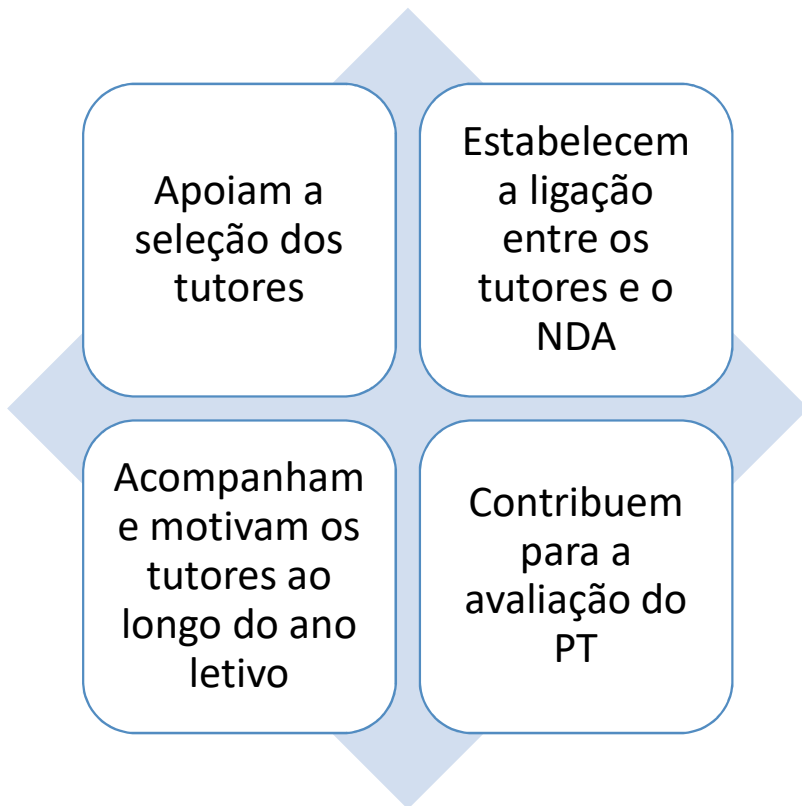 Apoiam a
seleção dos
tutores
Estabelecem
a ligação
entre os
tutores e o
NDA
Acompanham
e motivam os
tutores ao
longo do ano
letivo
Contribuem
para a
avaliação do
PT